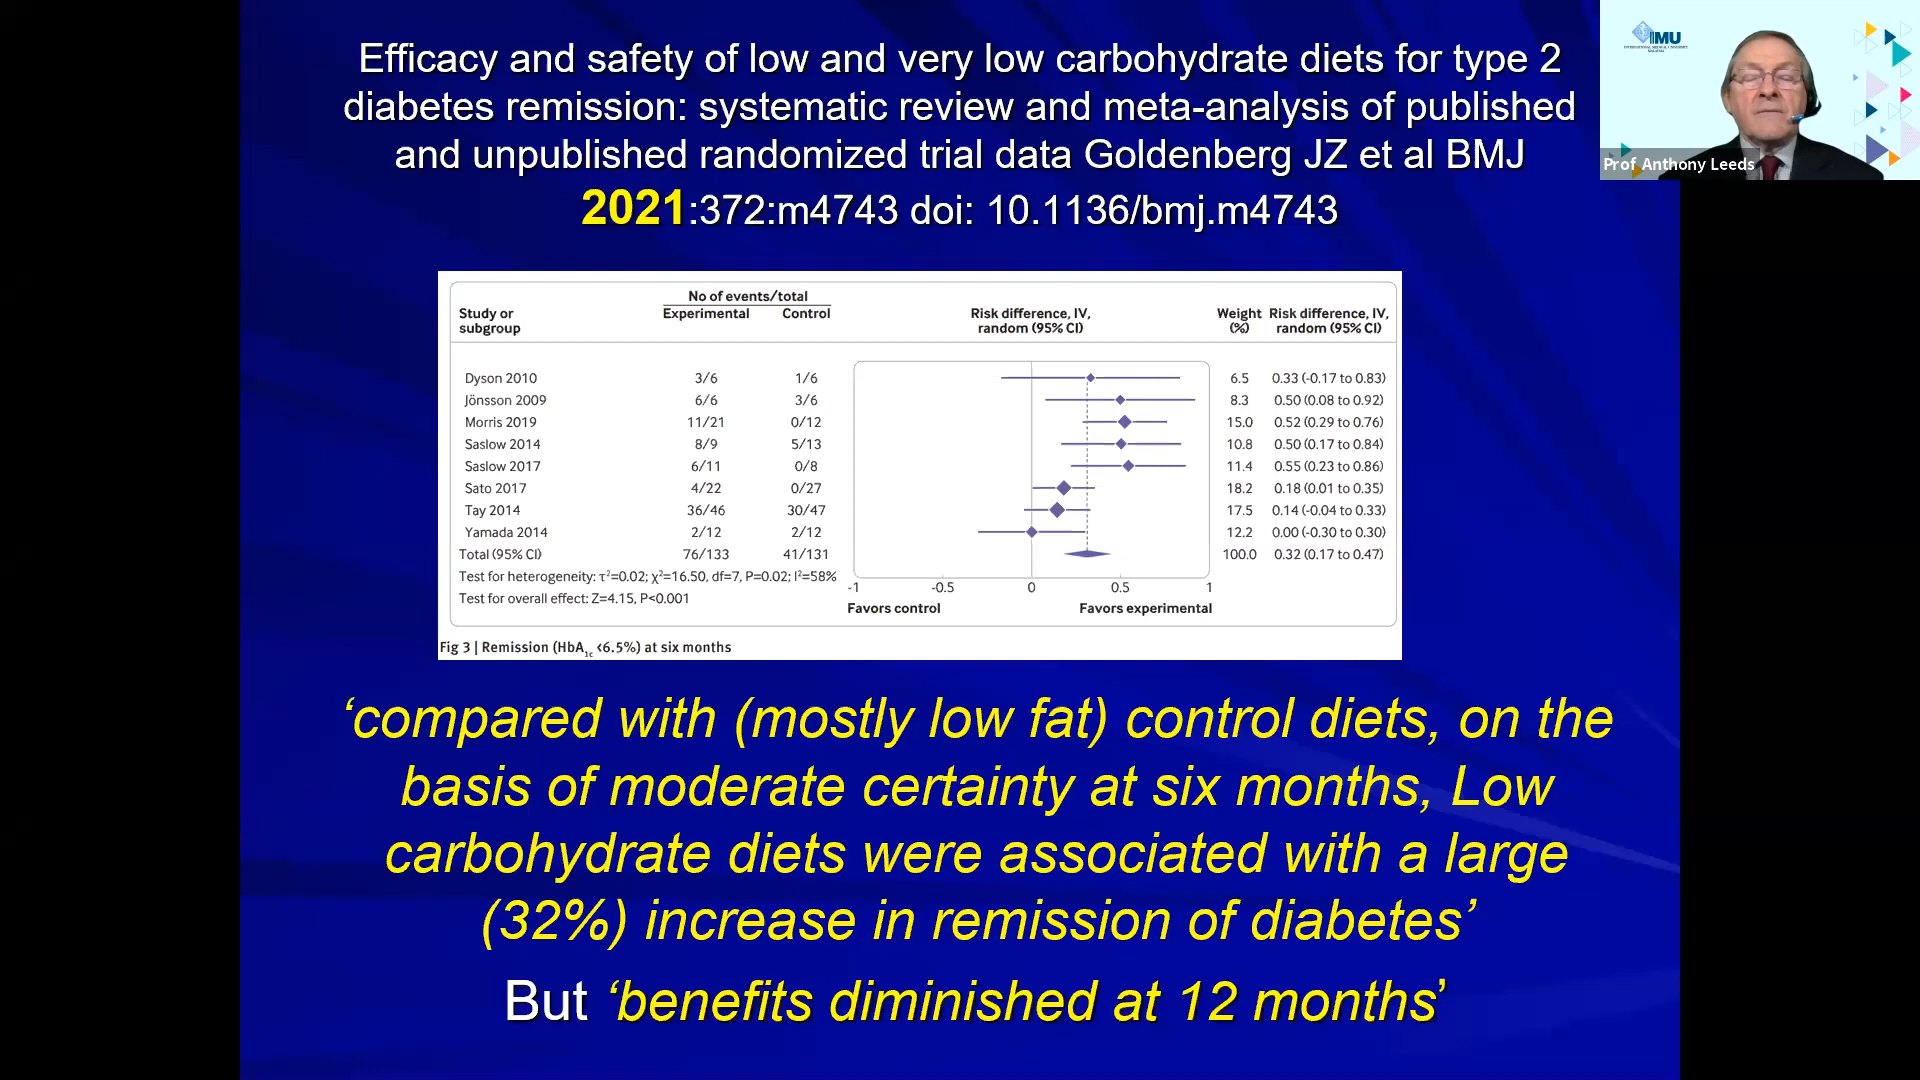 Efficacy and safety of low and very low carbohydrate diets for type 2
diabetes remission: systematic review and meta-analysis of published
and unpublished randomized trial data Goldenberg JZ et al BMJ
2021:372:m4743 doi: 10.1136/bmj.m4743
IMU
INTERNATIONAL MEDICAL UNIVERSITY
MALAYSIA
Prof Anthony Leeds
No of events/total
Study or subgroup Experimental Control Risk difference, IV, random (95% CI) Weight (%) Risk difference, IV, random (95% CI)
Dyson 2010 3/6 1/6 6.5 0.33 (-0.17 to 0.83)
Jönsson 2009 6/6 3/6 8.3 0.50 (0.08 to 0.92)
Morris 2019 11/21 0/12 15.0 0.52 (0.29 to 0.76)
Saslow 2014 8/9 5/13 10.8 0.50 (0.17 to 0.84)
Saslow 2017 6/11 0/8 11.4 0.55 (0.23 to 0.86)
Sato 2017 4/22 0/27 18.2 0.18 (0.01 to 0.35)
Tay 2014 36/46 30/47 17.5 0.14 (-0.04 to 0.33)
Yamada 2014 2/12 2/12 12.2 0.00 (-0.30 to 0.30)
Total (95% CI) 76/133 41/131 100.0 0.32 (0.17 to 0.47)
Test for heterogeneity: τ²=0.02; χ²=16.50, df=7, P=0.02; I²=58%
Test for overall effect: Z=4.15, P<0.001
-1 -0.5 0 0.5 1
Favors control Favors experimental
Fig 3 | Remission (HbA1c <6.5%) at six months
‘compared with (mostly low fat) control diets, on the
basis of moderate certainty at six months, Low
carbohydrate diets were associated with a large
(32%) increase in remission of diabetes’
But ‘benefits diminished at 12 months’